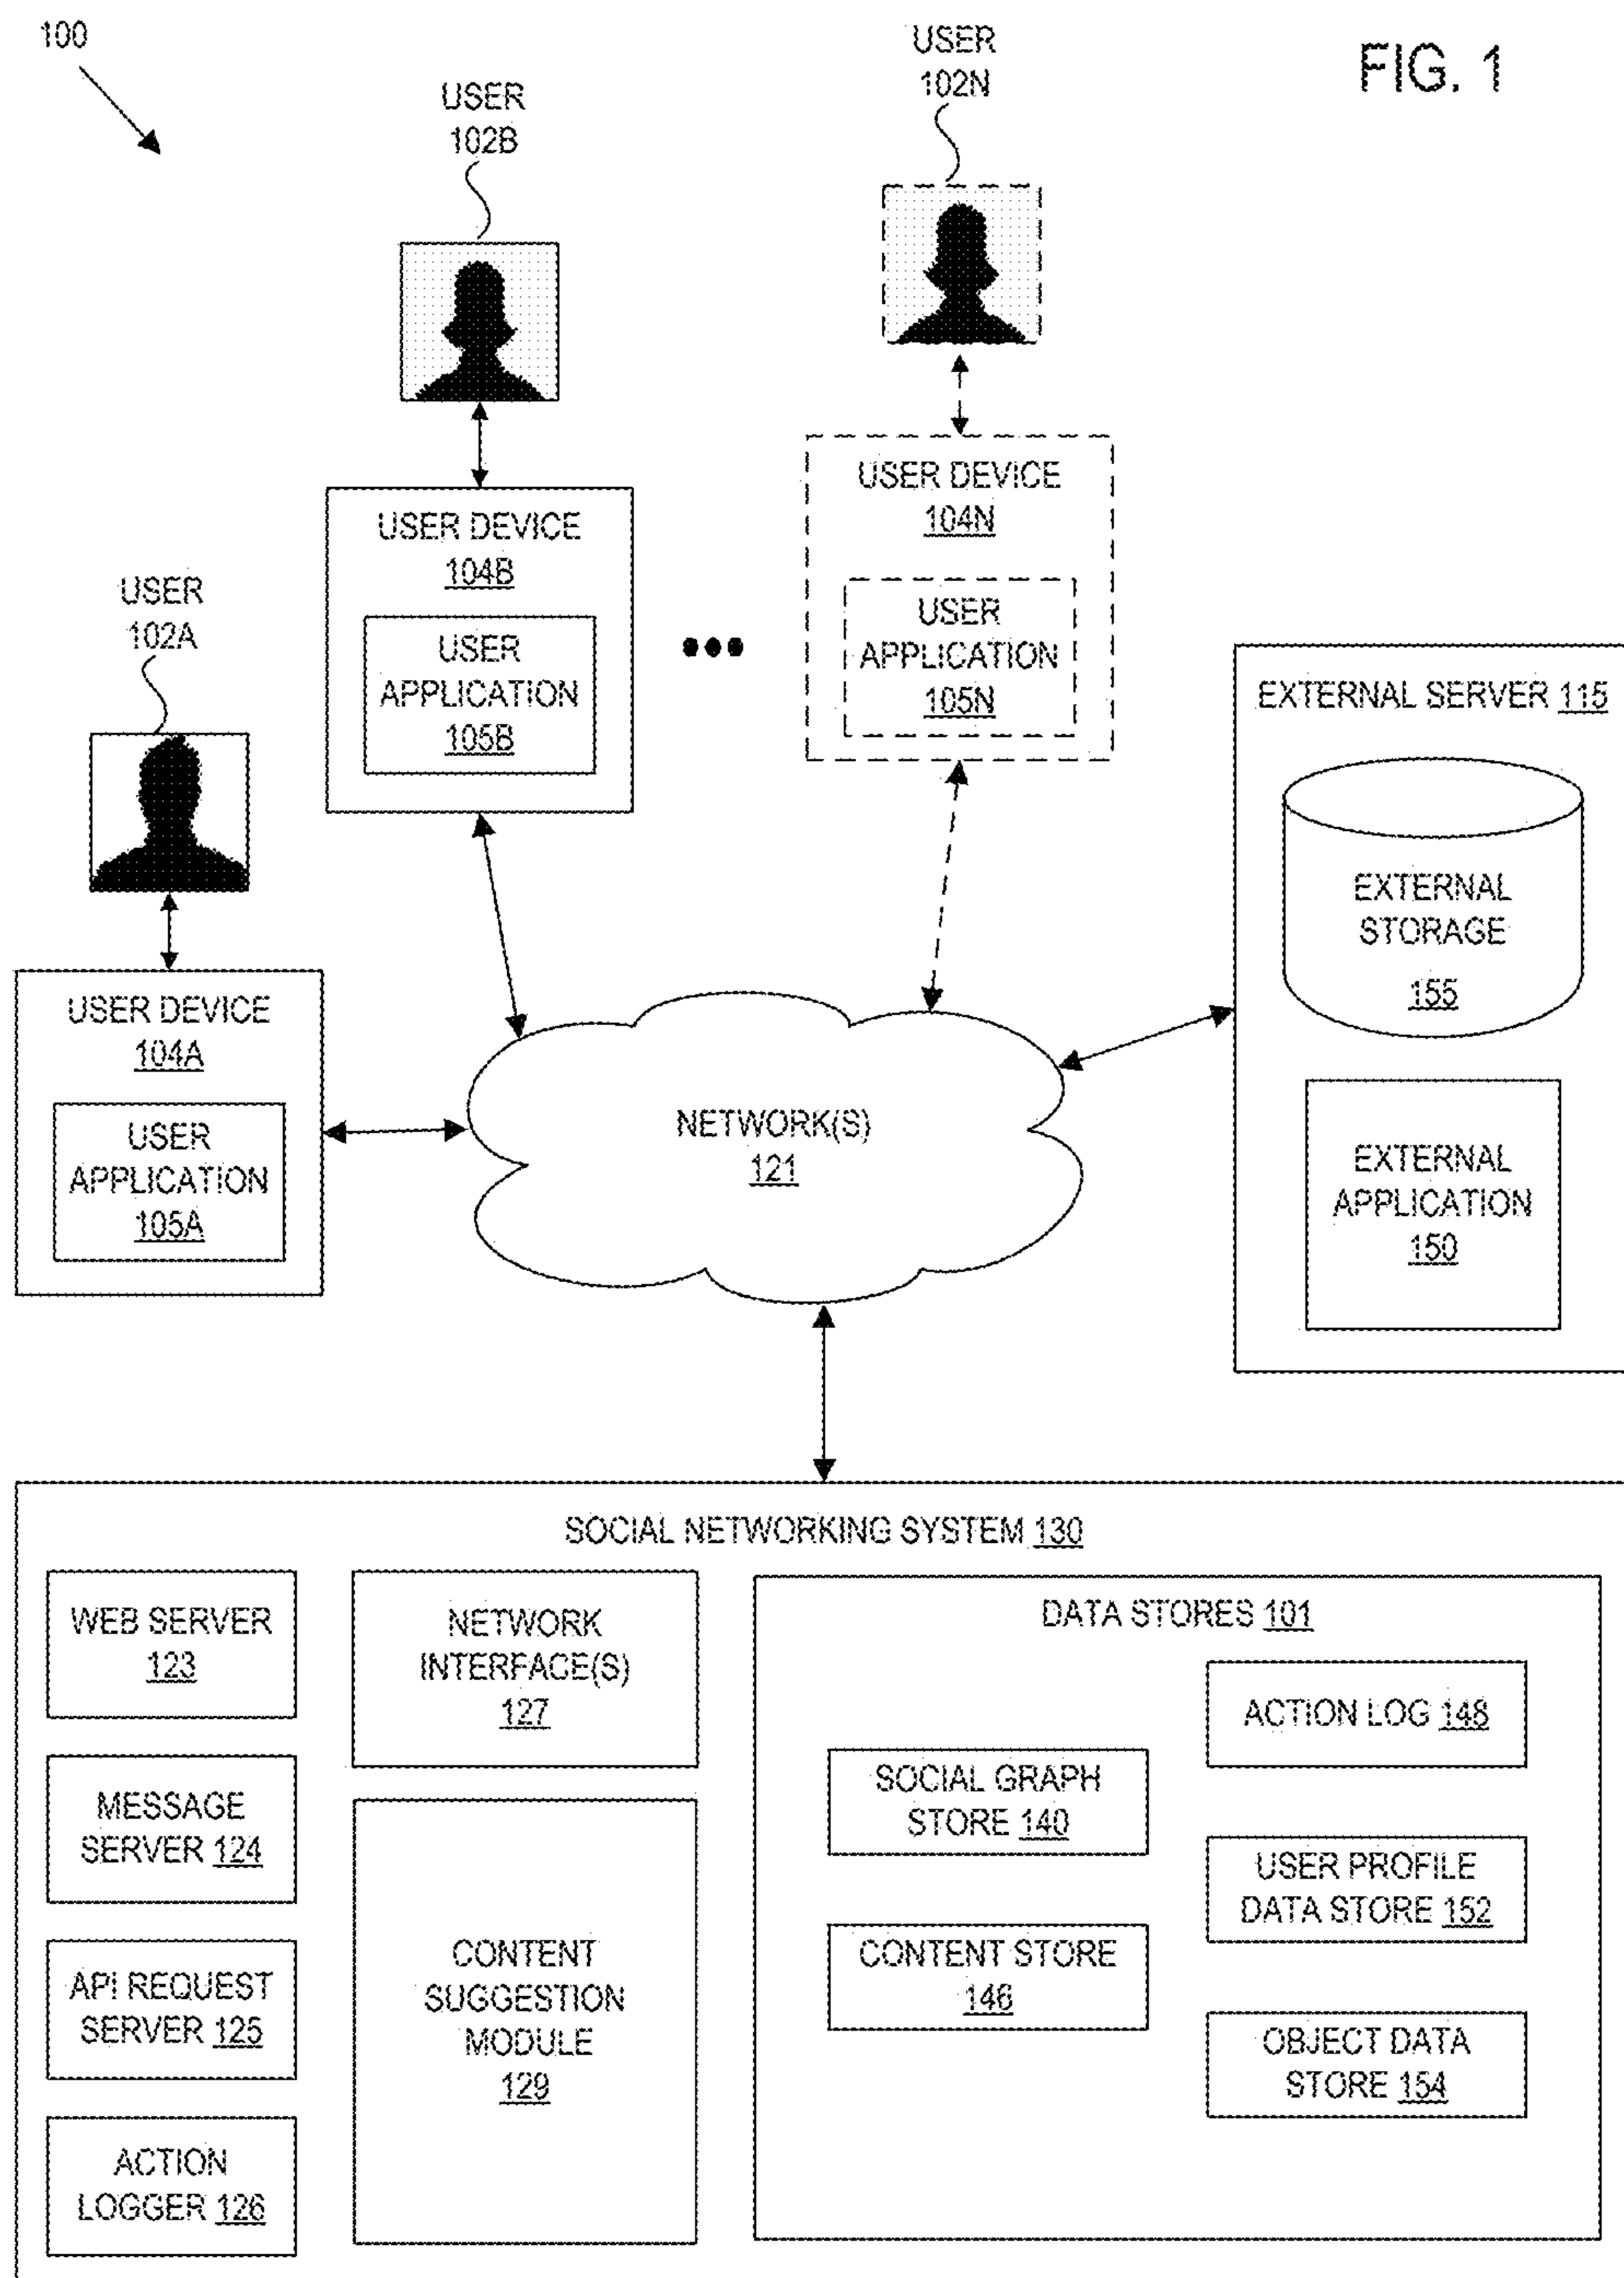 100
FIG. 1
USER
102N
USER
102B
USER
102A
USER DEVICE
104N
USER
APPLICATION
105N
USER DEVICE
104B
USER
APPLICATION
105B
USER DEVICE
104A
USER
APPLICATION
105A
EXTERNAL SERVER 115
EXTERNAL
STORAGE
155
EXTERNAL
APPLICATION
150
NETWORK(S)
121
SOCIAL NETWORKING SYSTEM 130
WEB SERVER
123
MESSAGE
SERVER 124
API REQUEST
SERVER 125
ACTION
LOGGER 126
NETWORK
INTERFACE(S)
127
CONTENT
SUGGESTION
MODULE
129
DATA STORES 101
SOCIAL GRAPH
STORE 140
CONTENT STORE
146
ACTION LOG 148
USER PROFILE
DATA STORE 152
OBJECT DATA
STORE 154